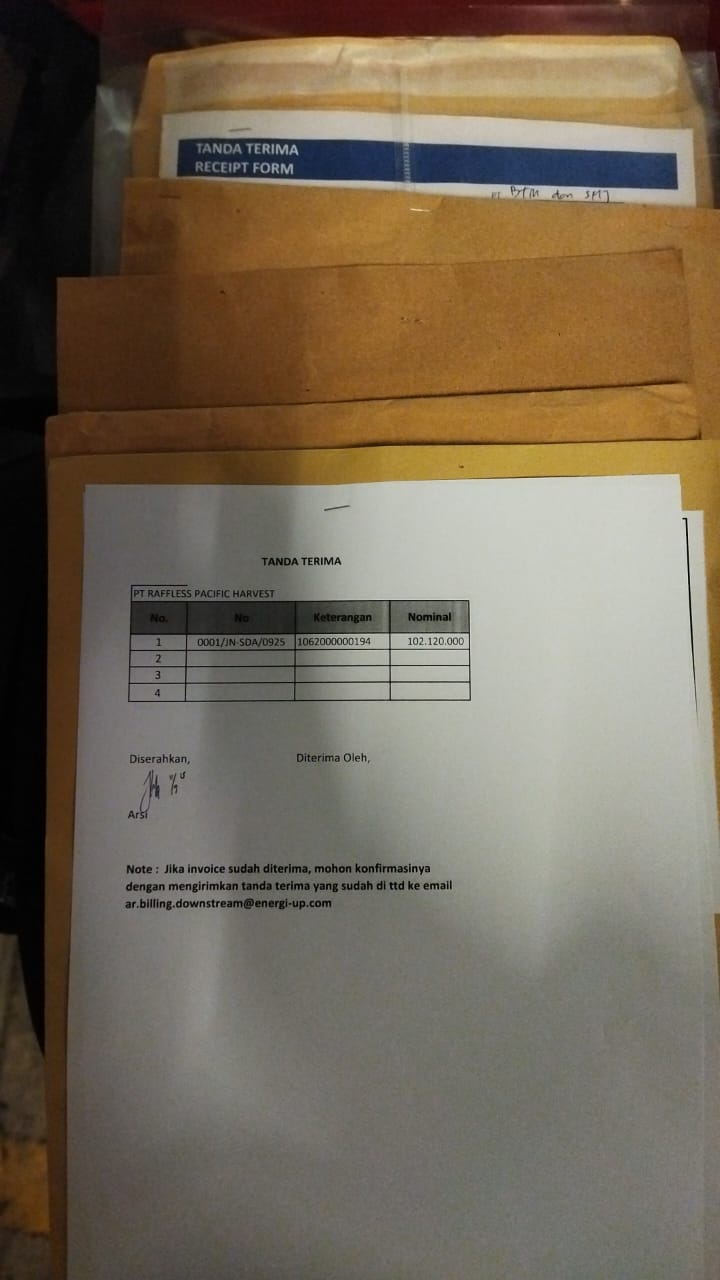 TANDA TERIMA
RECEIPT FORM
PT BTM dan SMJ
TANDA TERIMA
PT RAFFLESS PACIFIC HARVEST
No. No Keterangan Nominal
1 0001/JN-SDA/0925 1062000000194 102.120.000
2
3
4
Diserahkan, Diterima Oleh,
Arsi
Note : Jika invoice sudah diterima, mohon konfirmasinya
dengan mengirimkan tanda terima yang sudah di ttd ke email
ar.billing.downstream@energi-up.com